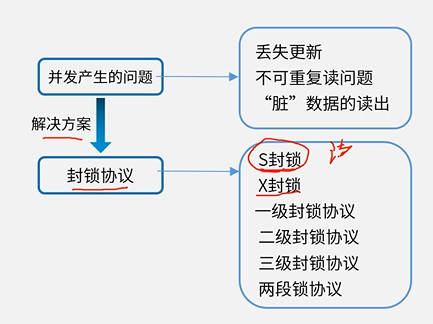 并发产生的问题
丢失更新
不可重复读问题
“脏”数据的读出
解决方案
封锁协议
S封锁
X封锁
一级封锁协议
二级封锁协议
三级封锁协议
两段锁协议